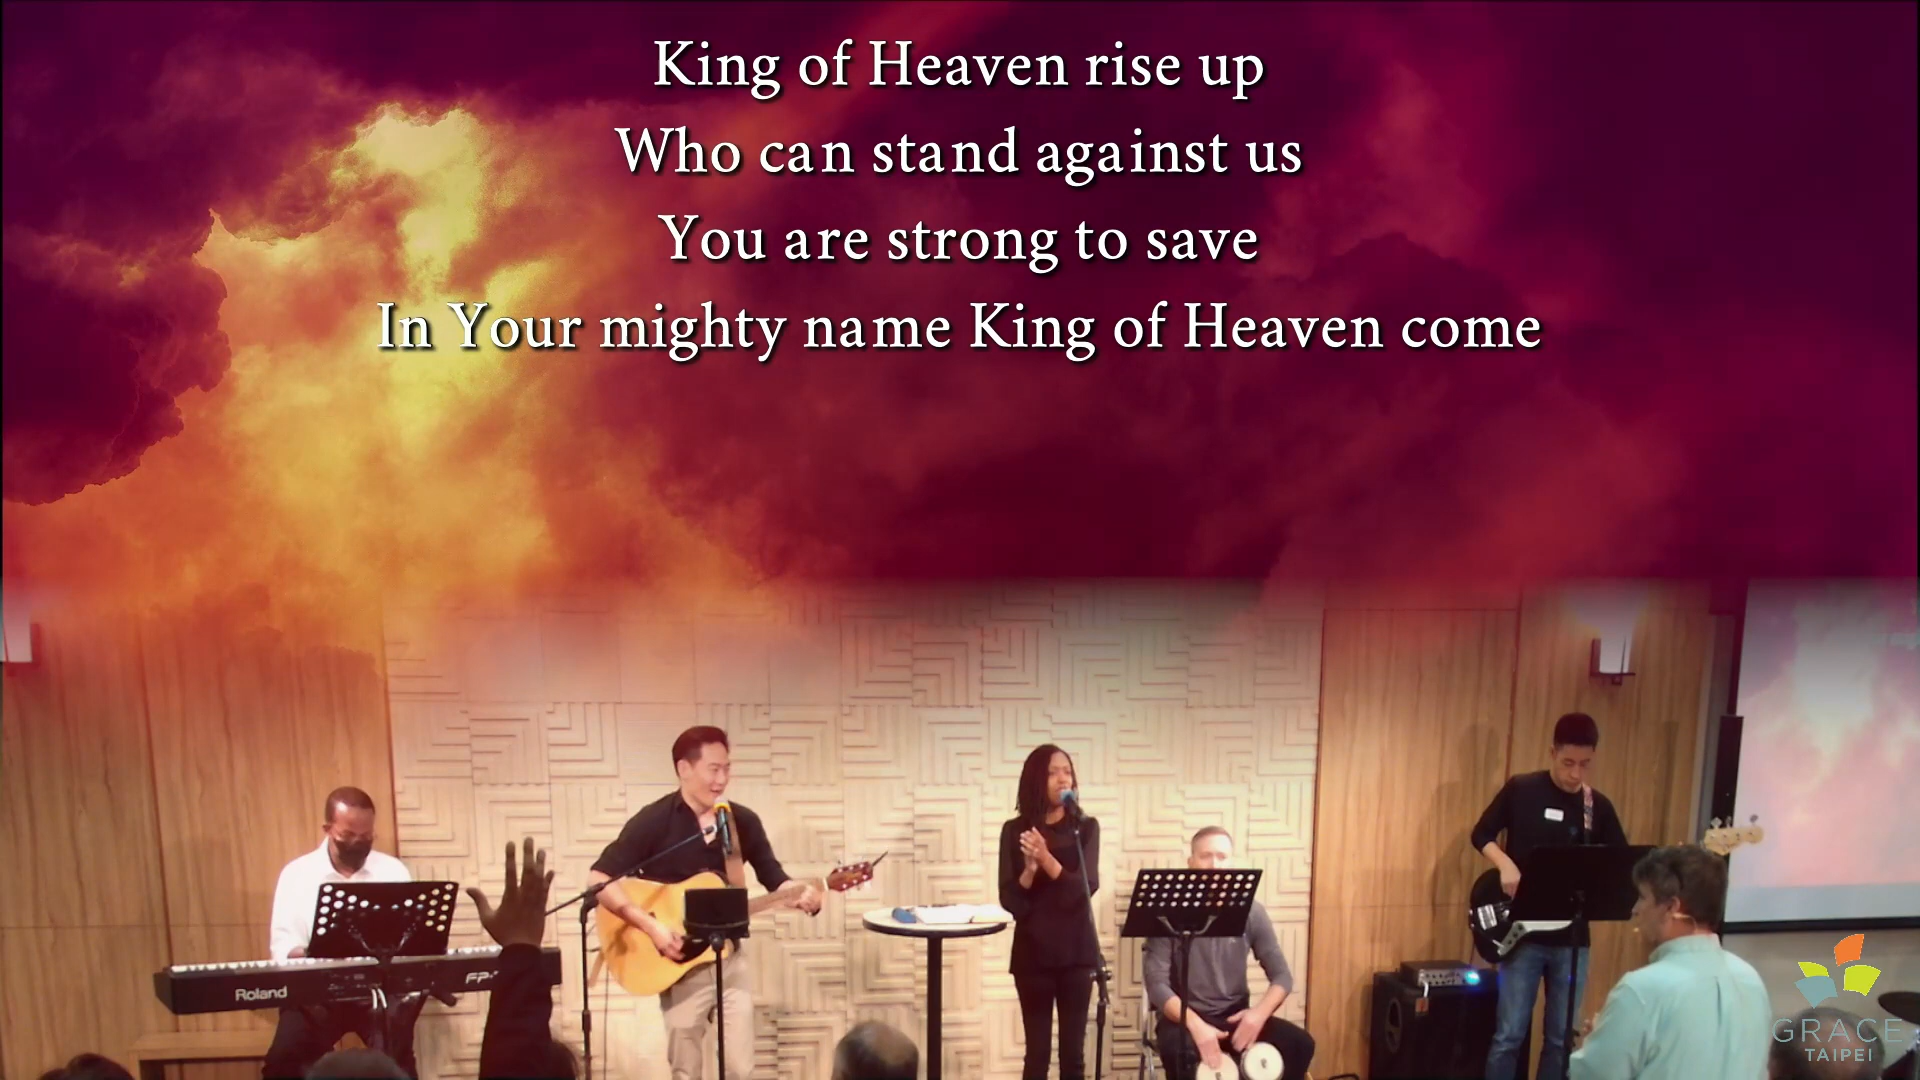 King of Heaven rise up
Who can stand against us
You are strong to save
In Your mighty name King of Heaven come
Roland
GRACE
TAIPEI